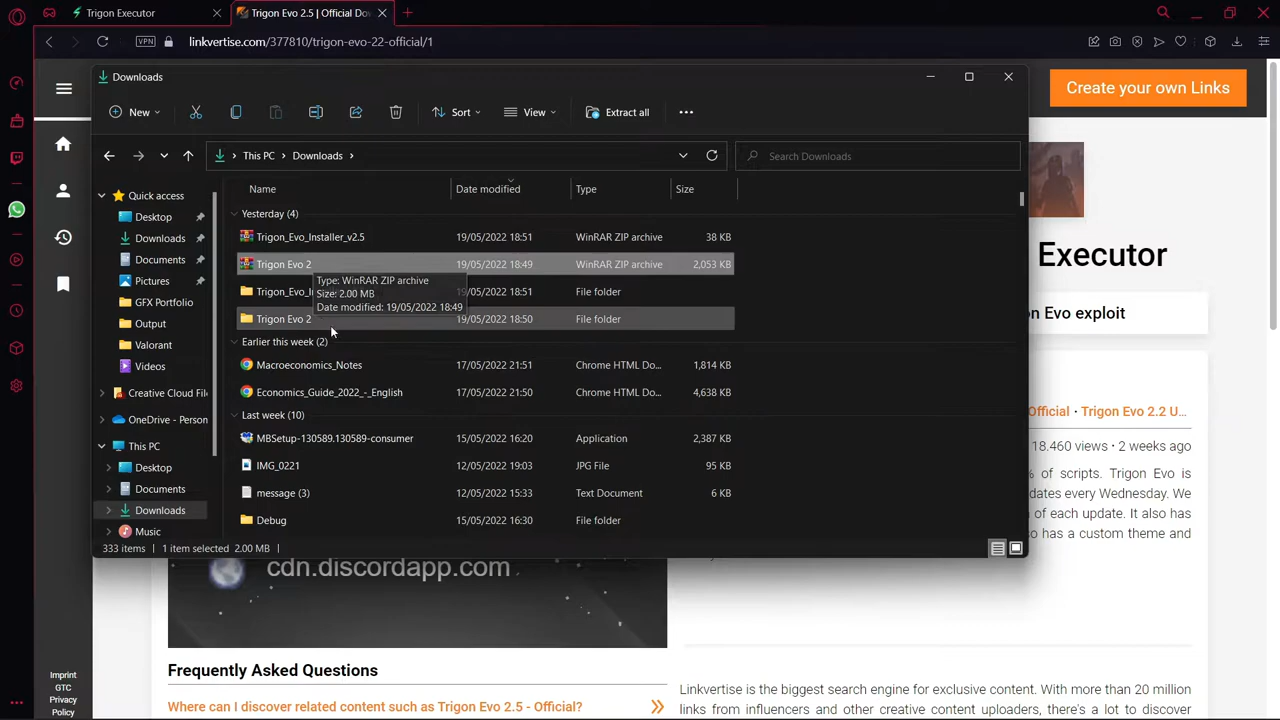 Trigon Executor
Trigon Evo 2.5 | Official Do
VPN
linkvertise.com/377810/trigon-evo-22-official/1
Create your own Links
Downloads
New
Sort
View
Extract all
This PC
Downloads
Search Downloads
Name
Date modified
Type
Size
Quick access
Desktop
Downloads
Documents
Pictures
GFX Portfolio
Output
Valorant
Videos
Creative Cloud Fil
OneDrive - Person
This PC
Desktop
Documents
Downloads
Music
Yesterday (4)
Trigon_Evo_Installer_v2.5 19/05/2022 18:51 WinRAR ZIP archive 38 KB
Trigon Evo 2 19/05/2022 18:49 WinRAR ZIP archive 2,053 KB
Type: WinRAR ZIP archive
Size: 2.00 MB
Date modified: 19/05/2022 18:49
Trigon_Evo_In 19/05/2022 18:51 File folder
Trigon Evo 2 19/05/2022 18:50 File folder
Earlier this week (2)
Macroeconomics_Notes 17/05/2022 21:51 Chrome HTML Do... 1,814 KB
Economics_Guide_2022_-_English 17/05/2022 21:50 Chrome HTML Do... 4,638 KB
Last week (10)
MBSetup-130589.130589-consumer 15/05/2022 16:20 Application 2,387 KB
IMG_0221 12/05/2022 19:03 JPG File 95 KB
message (3) 12/05/2022 15:33 Text Document 6 KB
Debug 15/05/2022 16:30 File folder
333 items
1 item selected 2.00 MB
Executor
on Evo exploit
Official · Trigon Evo 2.2 U...
18.460 views · 2 weeks ago
% of scripts. Trigon Evo is
dates every Wednesday. We
of each update. It also has
so has a custom theme and
cdn.discordapp.com
Frequently Asked Questions
Where can I discover related content such as Trigon Evo 2.5 - Official?
Linkvertise is the biggest search engine for exclusive content. With more than 20 million
links from influencers and other creative content uploaders, there's a lot to discover
Imprint
GTC
Privacy
Policy